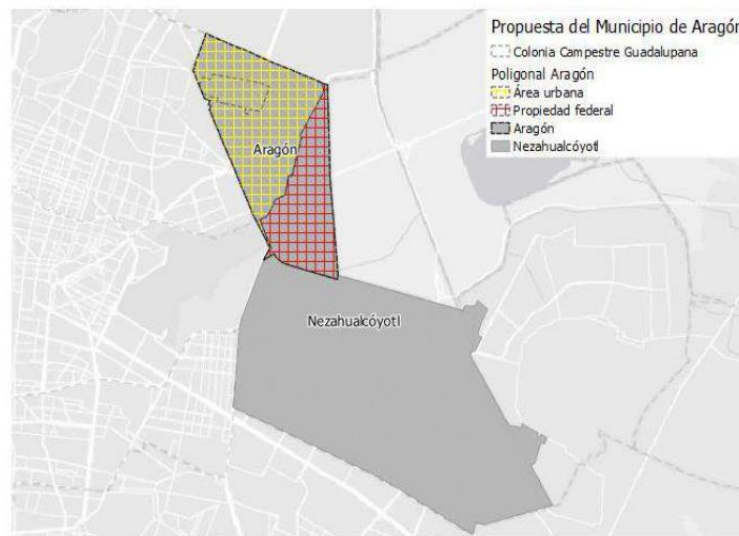 Propuesta del Municipio de Aragón
Colonia Campestre Guadalupana
Poligonal Aragón
Área urbana
Propiedad federal
Aragón
Nezahualcóyotl
Aragón
Nezahualcóyotl